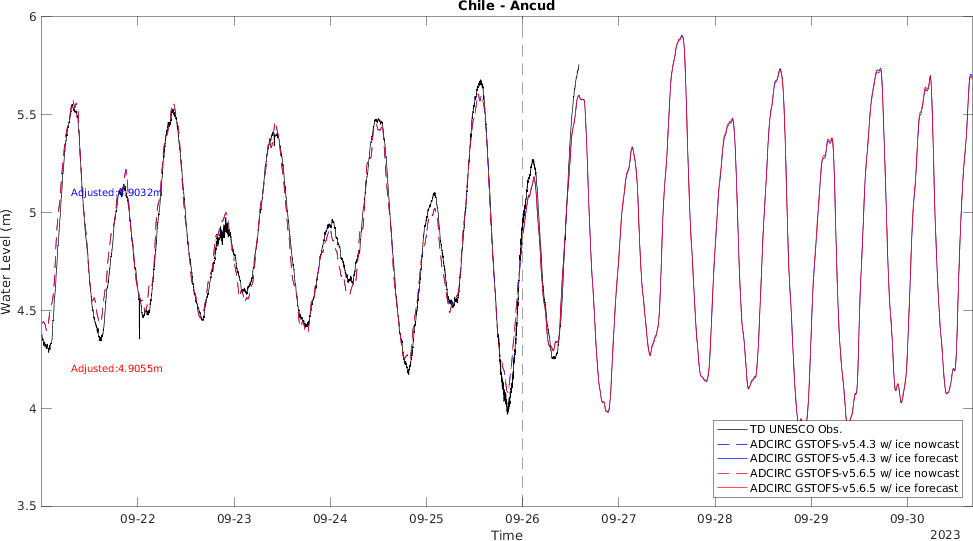 Chile - Ancud
6
5.5
5
4.5
4
3.5
Water Level (m)
Adjusted:4.9032m
Adjusted:4.9055m
TD UNESCO Obs.
ADCIRC GSTOFS-v5.4.3 w/ ice nowcast
ADCIRC GSTOFS-v5.4.3 w/ ice forecast
ADCIRC GSTOFS-v5.6.5 w/ ice nowcast
ADCIRC GSTOFS-v5.6.5 w/ ice forecast
09-22 09-23 09-24 09-25 09-26 09-27 09-28 09-29 09-30
Time
2023